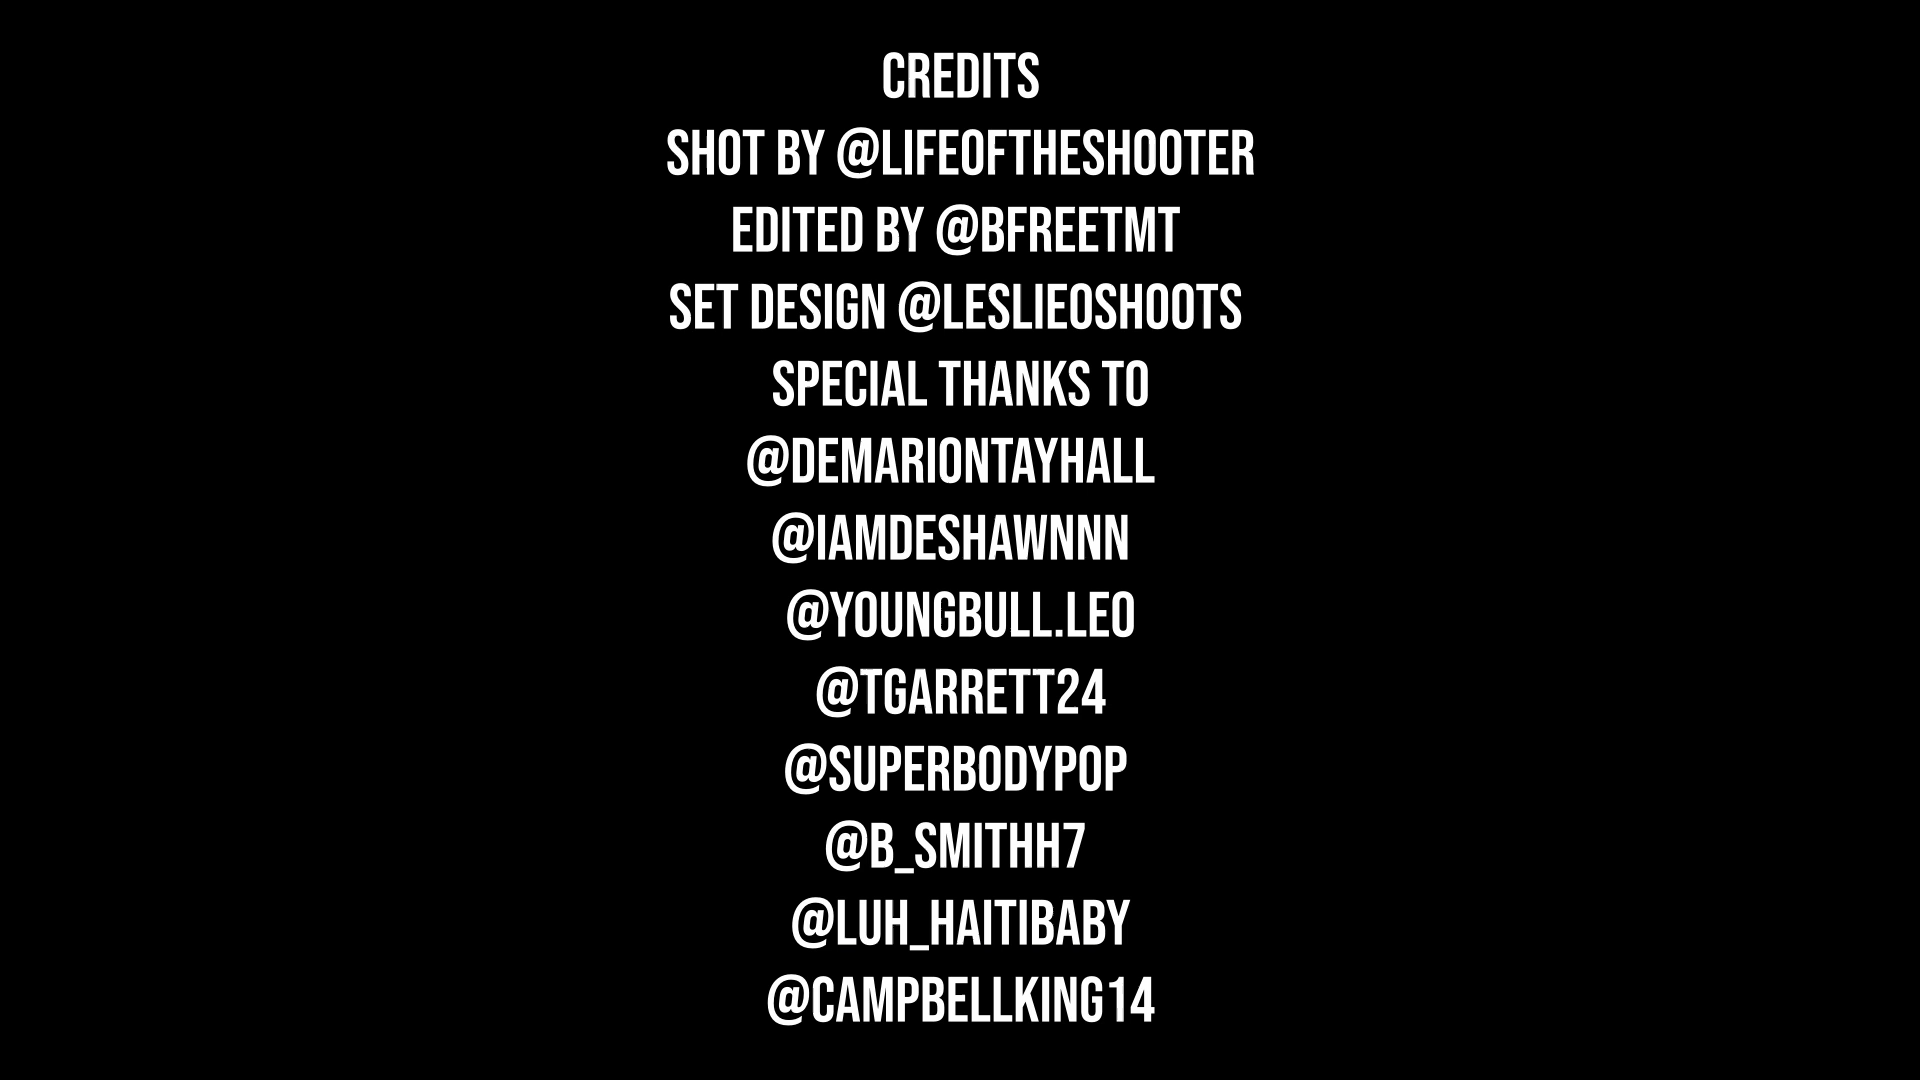 CREDITS
SHOT BY @LIFEOFTHESHOOTER
EDITED BY @BFREETMT
SET DESIGN @LESLIEOSHOOTS
SPECIAL THANKS TO
@DEMARIONTAYHALL
@IAMDESHAWNNN
@YOUNGBULL.LEO
@TGARRETT24
@SUPERBODYPOP
@B_SMITHH7
@LUH_HAITIBABY
@CAMPBELLKING14